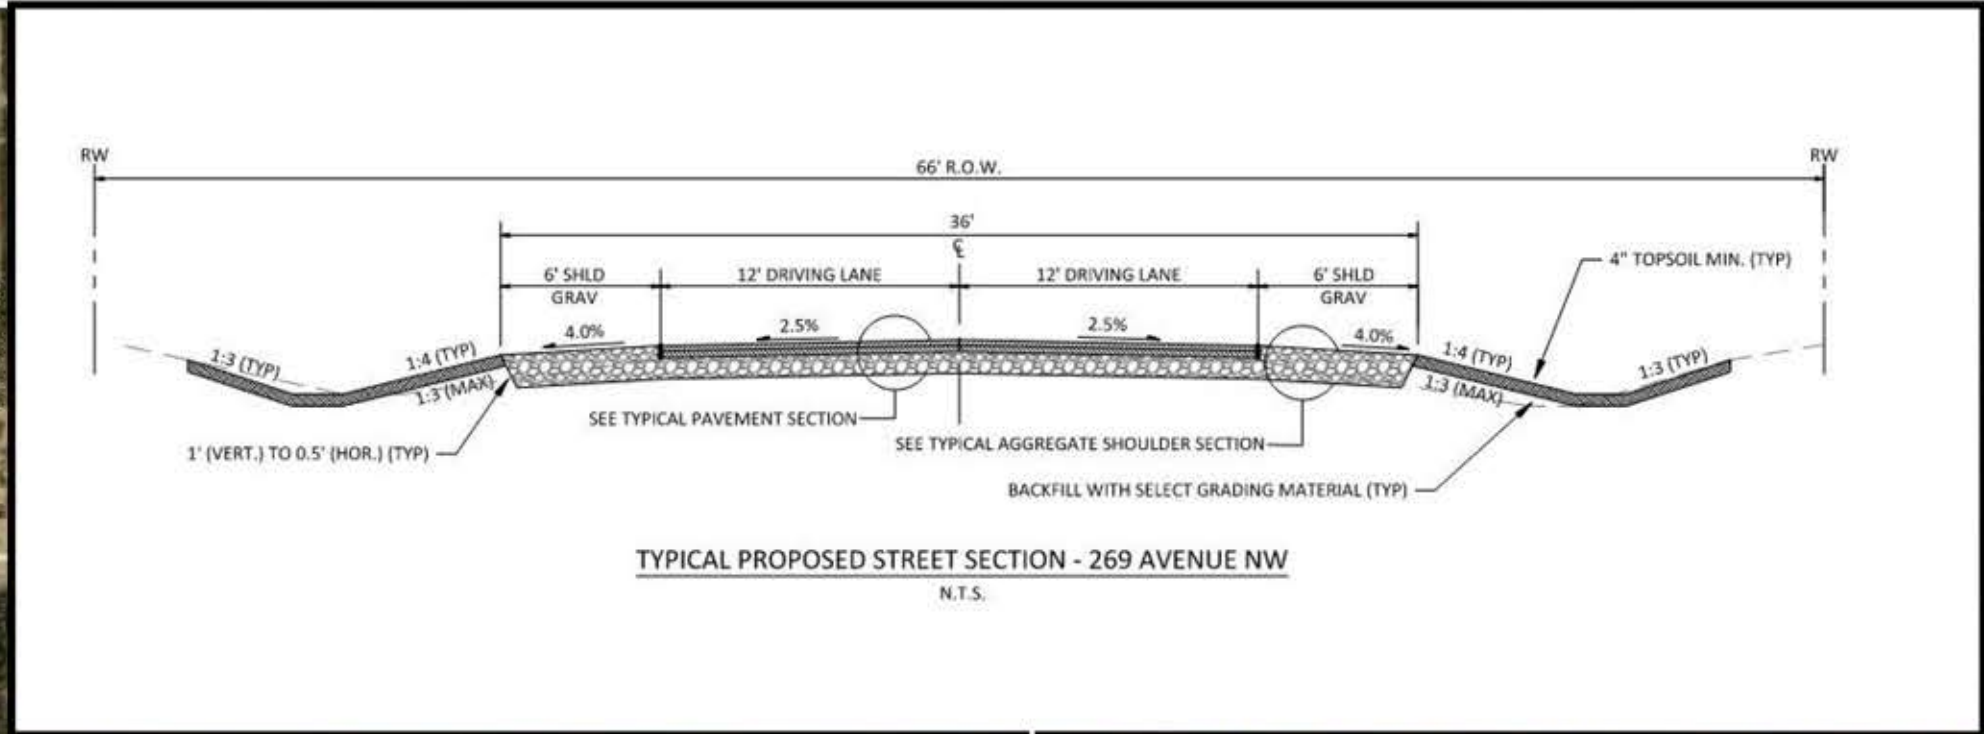 RW
RW
66' R.O.W.
36'
℄
6' SHLD
GRAV
12' DRIVING LANE
12' DRIVING LANE
6' SHLD
GRAV
4" TOPSOIL MIN. (TYP)
4.0%
2.5%
2.5%
4.0%
1:3 (TYP)
1:4 (TYP)
1:3 (MAX)
1:4 (TYP)
1:3 (MAX)
1:3 (TYP)
SEE TYPICAL PAVEMENT SECTION
SEE TYPICAL AGGREGATE SHOULDER SECTION
1' (VERT.) TO 0.5' (HOR.) (TYP)
BACKFILL WITH SELECT GRADING MATERIAL (TYP)
TYPICAL PROPOSED STREET SECTION - 269 AVENUE NW
N.T.S.